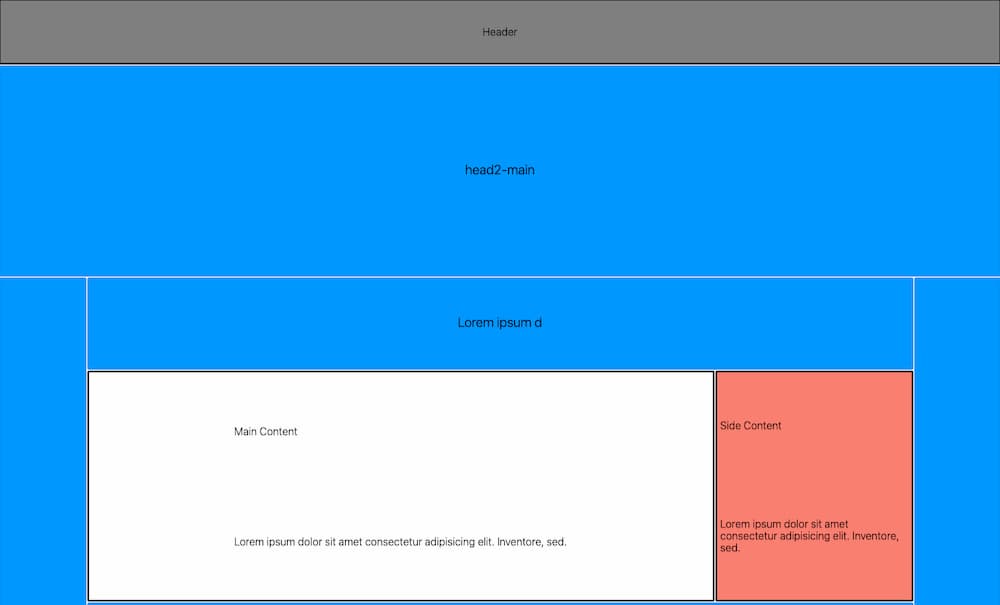 Header
head2-main
Lorem ipsum d
Main Content
Lorem ipsum dolor sit amet consectetur adipisicing elit. Inventore, sed.
Side Content
Lorem ipsum dolor sit amet
consectetur adipisicing elit. Inventore,
sed.